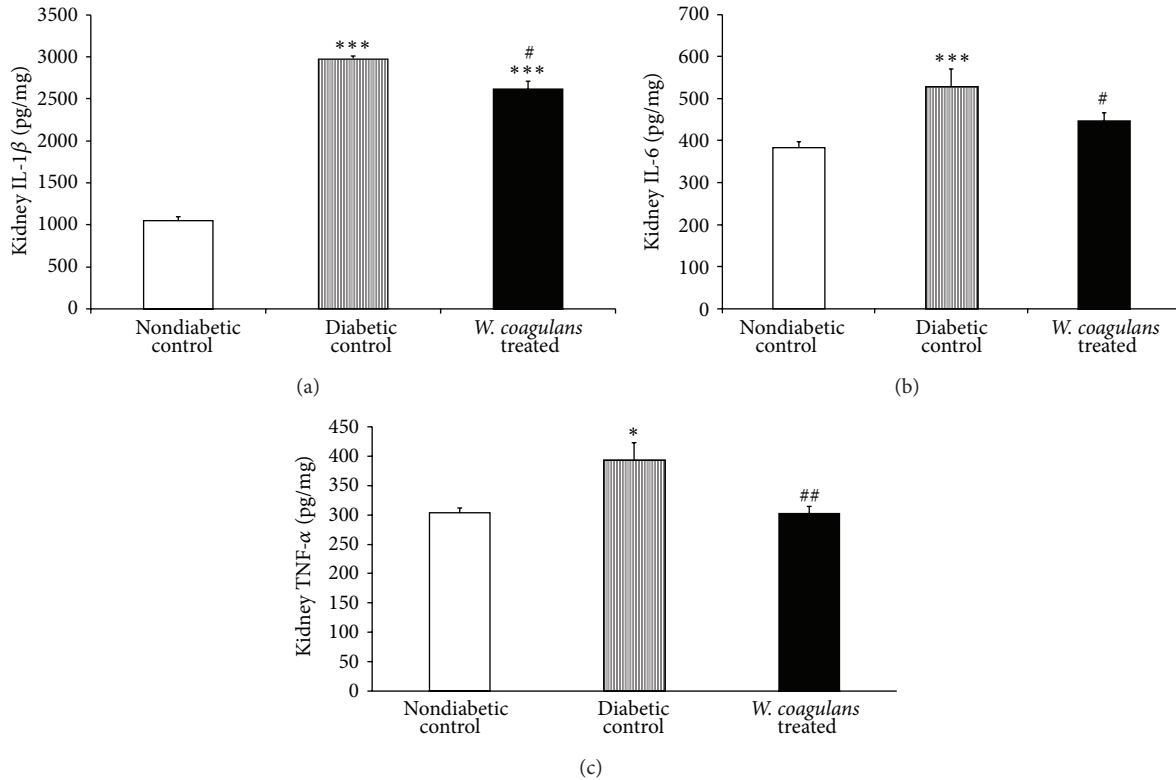 3500
3000
2500
2000
1500
1000
500
0
Kidney IL-1β (pg/mg)
***
#
***
Nondiabetic
control
Diabetic
control
W. coagulans
treated
(a)
700
600
500
400
300
200
100
0
Kidney IL-6 (pg/mg)
***
#
Nondiabetic
control
Diabetic
control
W. coagulans
treated
(b)
450
400
350
300
250
200
150
100
50
0
Kidney TNF-α (pg/mg)
*
##
Nondiabetic
control
Diabetic
control
W. coagulans
treated
(c)